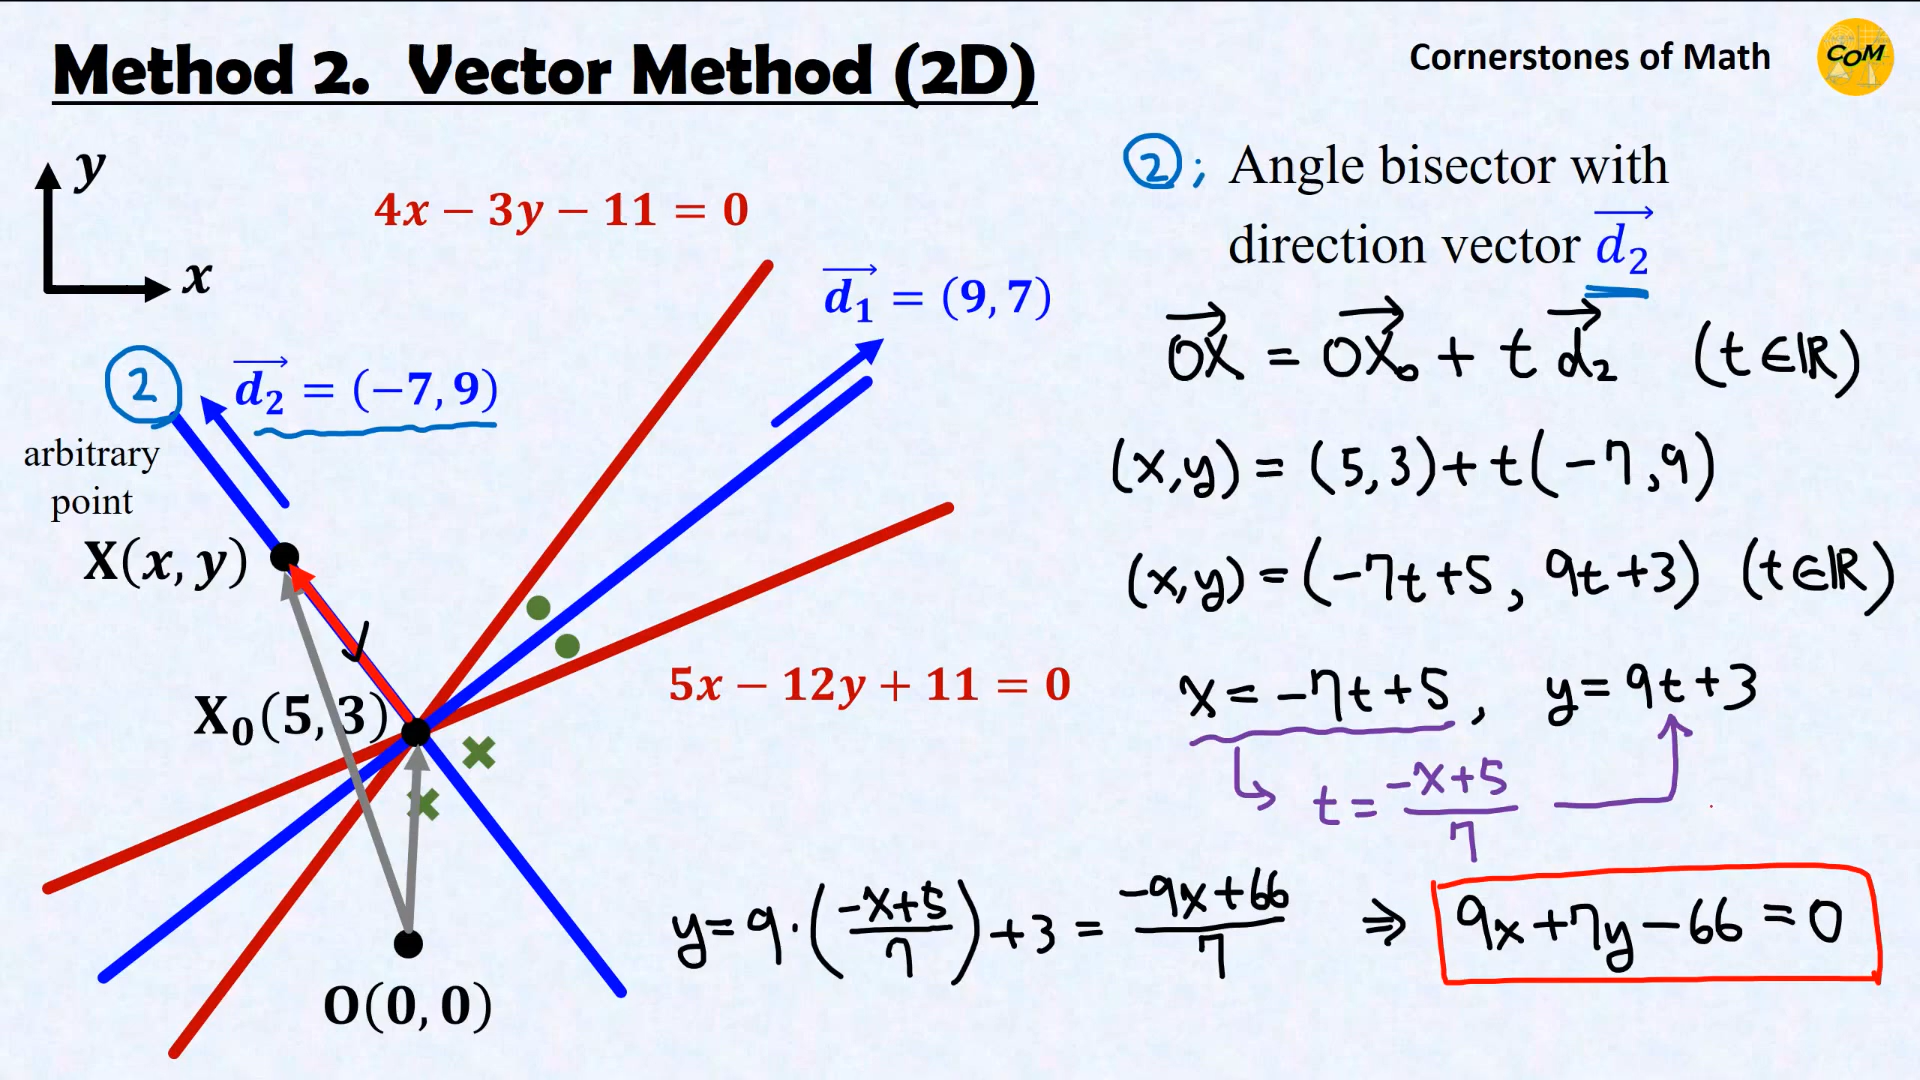 Method 2. Vector Method (2D)
Cornerstones of Math
CoM
y
x
4x − 3y − 11 = 0
d₁ = (9, 7)
2
d₂ = (−7, 9)
arbitrary
point
X(x, y)
X₀(5, 3)
5x − 12y + 11 = 0
O(0, 0)
② ; Angle bisector with
direction vector d₂
OX = OX₀ + t d₂ (t ∈ ℝ)
(x,y) = (5,3) + t(−7,9)
(x,y) = (−7t+5, 9t+3) (t ∈ ℝ)
x = −7t+5, y = 9t+3
t = (−x+5)/7
y = 9·((−x+5)/7) + 3 = (−9x+66)/7 ⇒ 9x+7y−66 = 0